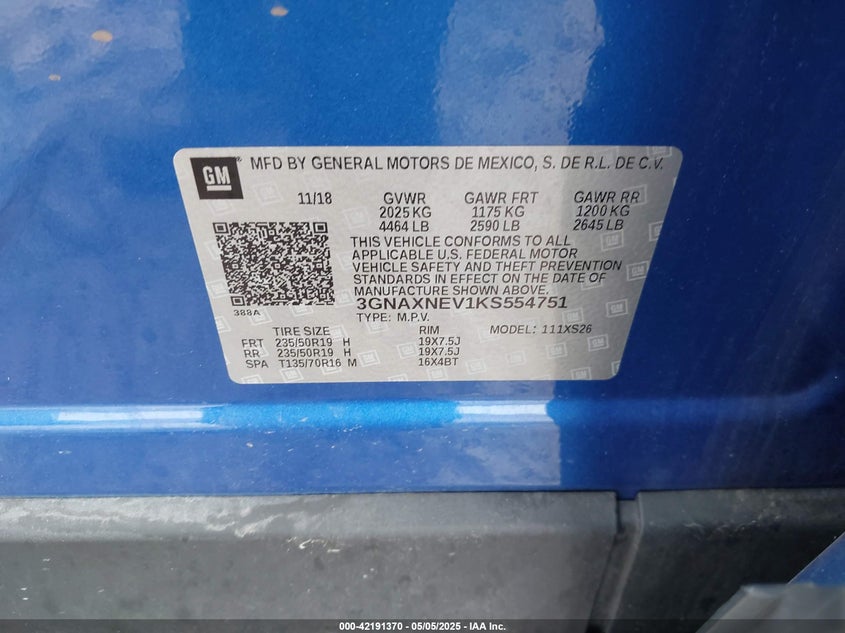 GM
MFD BY GENERAL MOTORS DE MEXICO, S. DE R.L. DE C.V.
11/18 GVWR GAWR FRT GAWR RR
2025 KG 1175 KG 1200 KG
4464 LB 2590 LB 2645 LB
THIS VEHICLE CONFORMS TO ALL
APPLICABLE U.S. FEDERAL MOTOR
VEHICLE SAFETY AND THEFT PREVENTION
STANDARDS IN EFFECT ON THE DATE OF
MANUFACTURE SHOWN ABOVE.
388A
3GNAXNEV1KS554751
TYPE: M.P.V.
TIRE SIZE RIM MODEL: 111XS26
FRT 235/50R19 H 19X7.5J
RR 235/50R19 H 19X7.5J
SPA T135/70R16 M 16X4BT
000-42191370 - 05/05/2025 - IAA Inc.